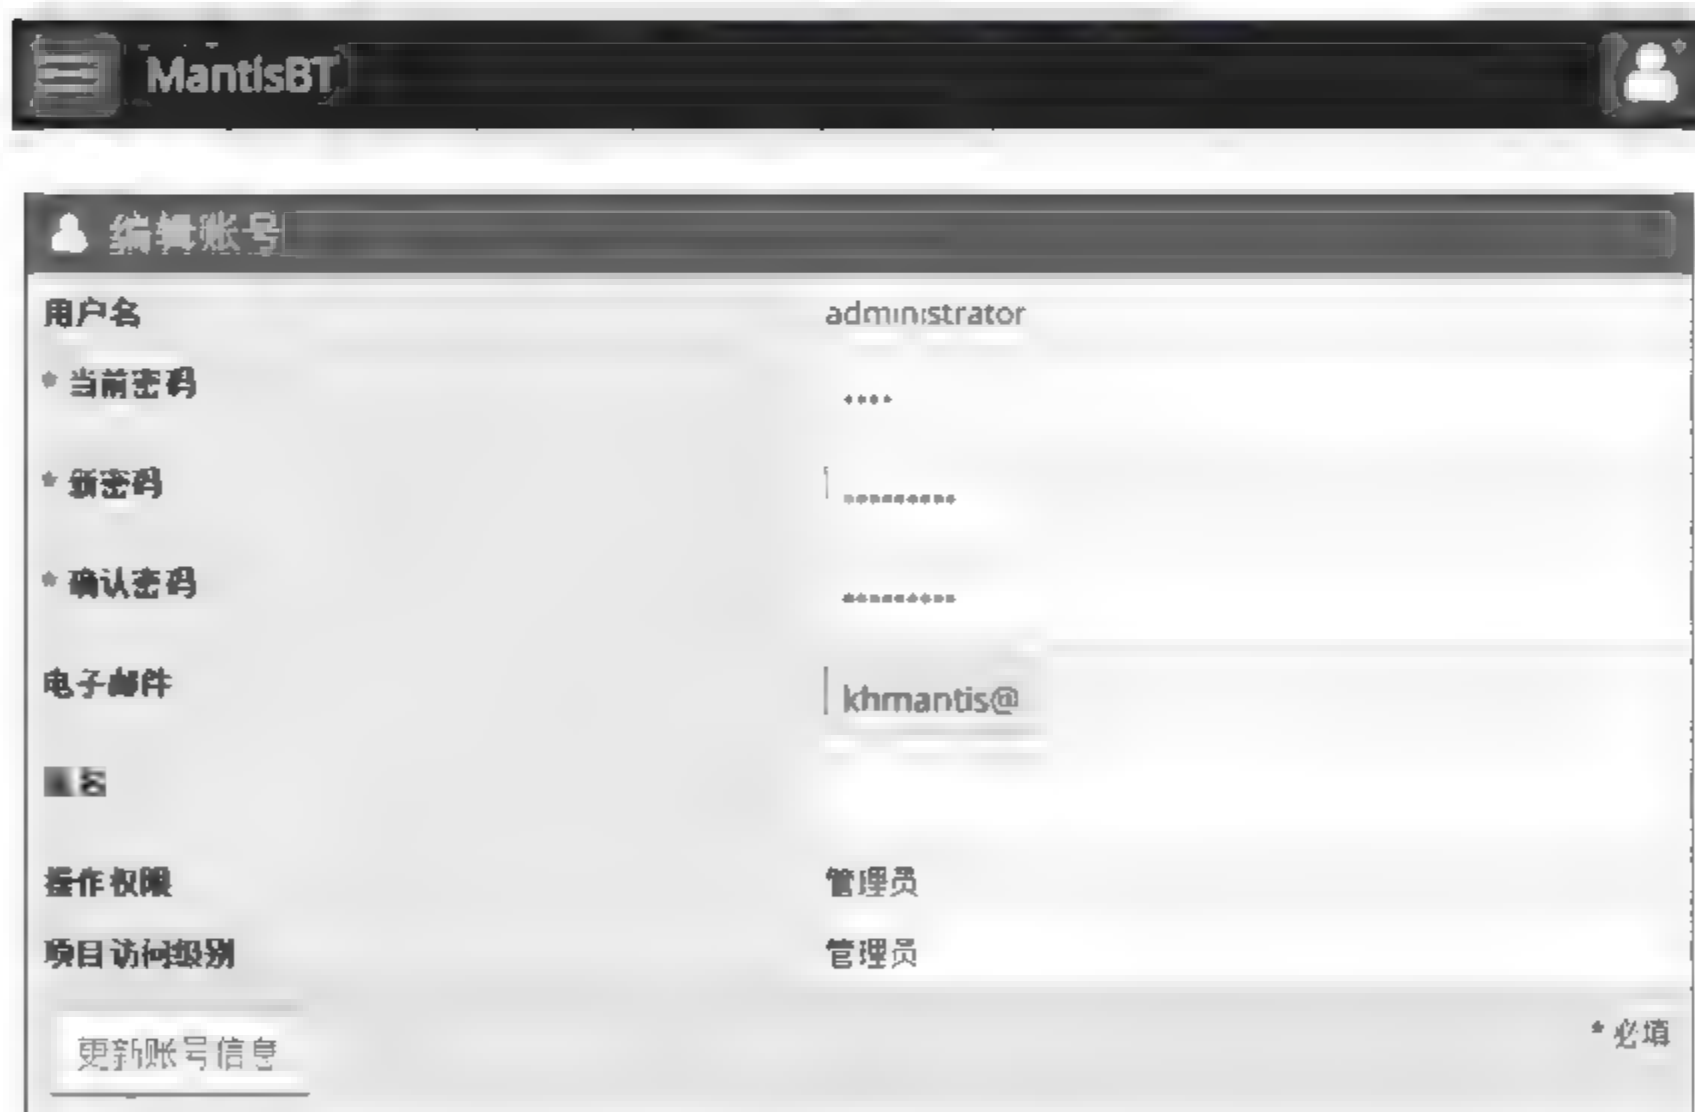 MantisBT
编辑账号
用户名 administrator
* 当前密码 ••••
* 新密码 •••••••••
* 确认密码 •••••••••
电子邮件 khmantis@
操作权限 管理员
项目访问级别 管理员
* 必填
更新账号信息